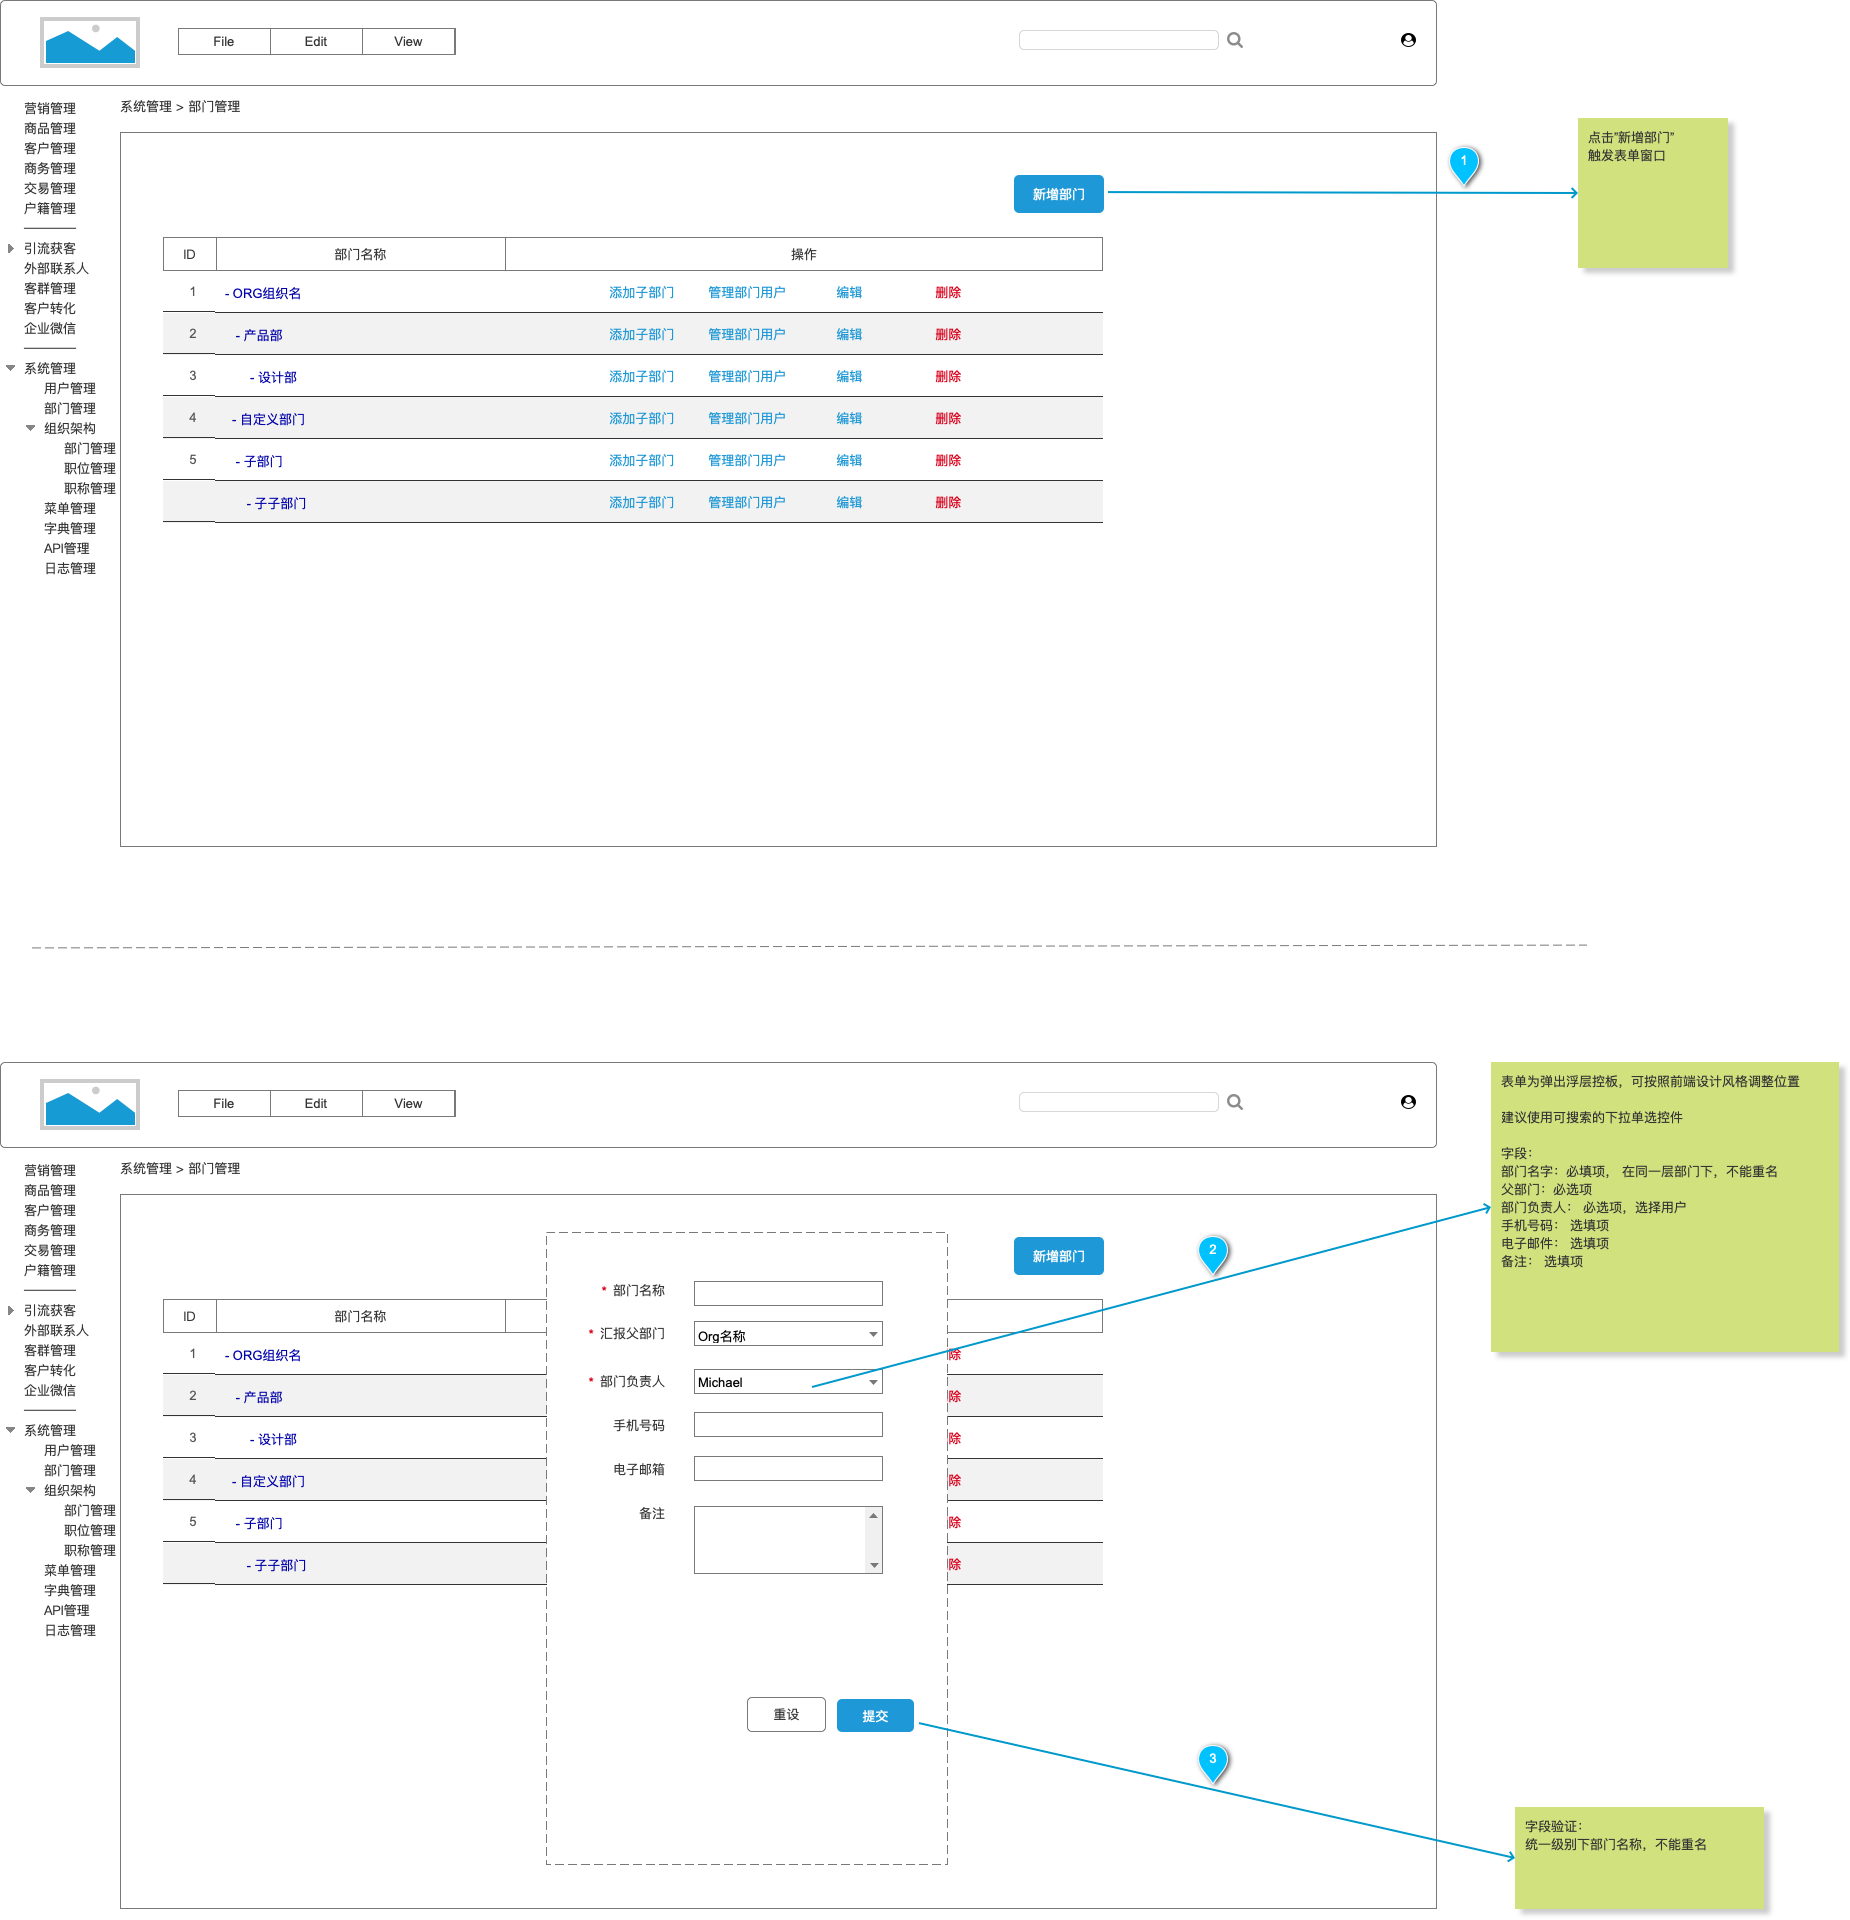 File Edit View
营销管理
商品管理
客户管理
商务管理
交易管理
户籍管理
引流获客
外部联系人
客群管理
客户转化
企业微信
系统管理
用户管理
部门管理
组织架构
部门管理
职位管理
职称管理
菜单管理
字典管理
API管理
日志管理
系统管理 > 部门管理
新增部门
1
点击”新增部门”
触发表单窗口
ID 部门名称 操作
1 - ORG组织名 添加子部门 管理部门用户 编辑 删除
2 - 产品部 添加子部门 管理部门用户 编辑 删除
3 - 设计部 添加子部门 管理部门用户 编辑 删除
4 - 自定义部门 添加子部门 管理部门用户 编辑 删除
5 - 子部门 添加子部门 管理部门用户 编辑 删除
- 子子部门 添加子部门 管理部门用户 编辑 删除
File Edit View
营销管理
商品管理
客户管理
商务管理
交易管理
户籍管理
引流获客
外部联系人
客群管理
客户转化
企业微信
系统管理
用户管理
部门管理
组织架构
部门管理
职位管理
职称管理
菜单管理
字典管理
API管理
日志管理
系统管理 > 部门管理
新增部门
ID 部门名称
1 - ORG组织名 除
2 - 产品部 除
3 - 设计部 除
4 - 自定义部门 除
5 - 子部门 除
- 子子部门 除
* 部门名称
* 汇报父部门 Org名称
* 部门负责人 Michael
手机号码
电子邮箱
备注
重设 提交
2
表单为弹出浮层控板，可按照前端设计风格调整位置
建议使用可搜索的下拉单选控件
字段：
部门名字：必填项， 在同一层部门下，不能重名
父部门：必选项
部门负责人： 必选项，选择用户
手机号码： 选填项
电子邮件： 选填项
备注： 选填项
3
字段验证：
统一级别下部门名称，不能重名